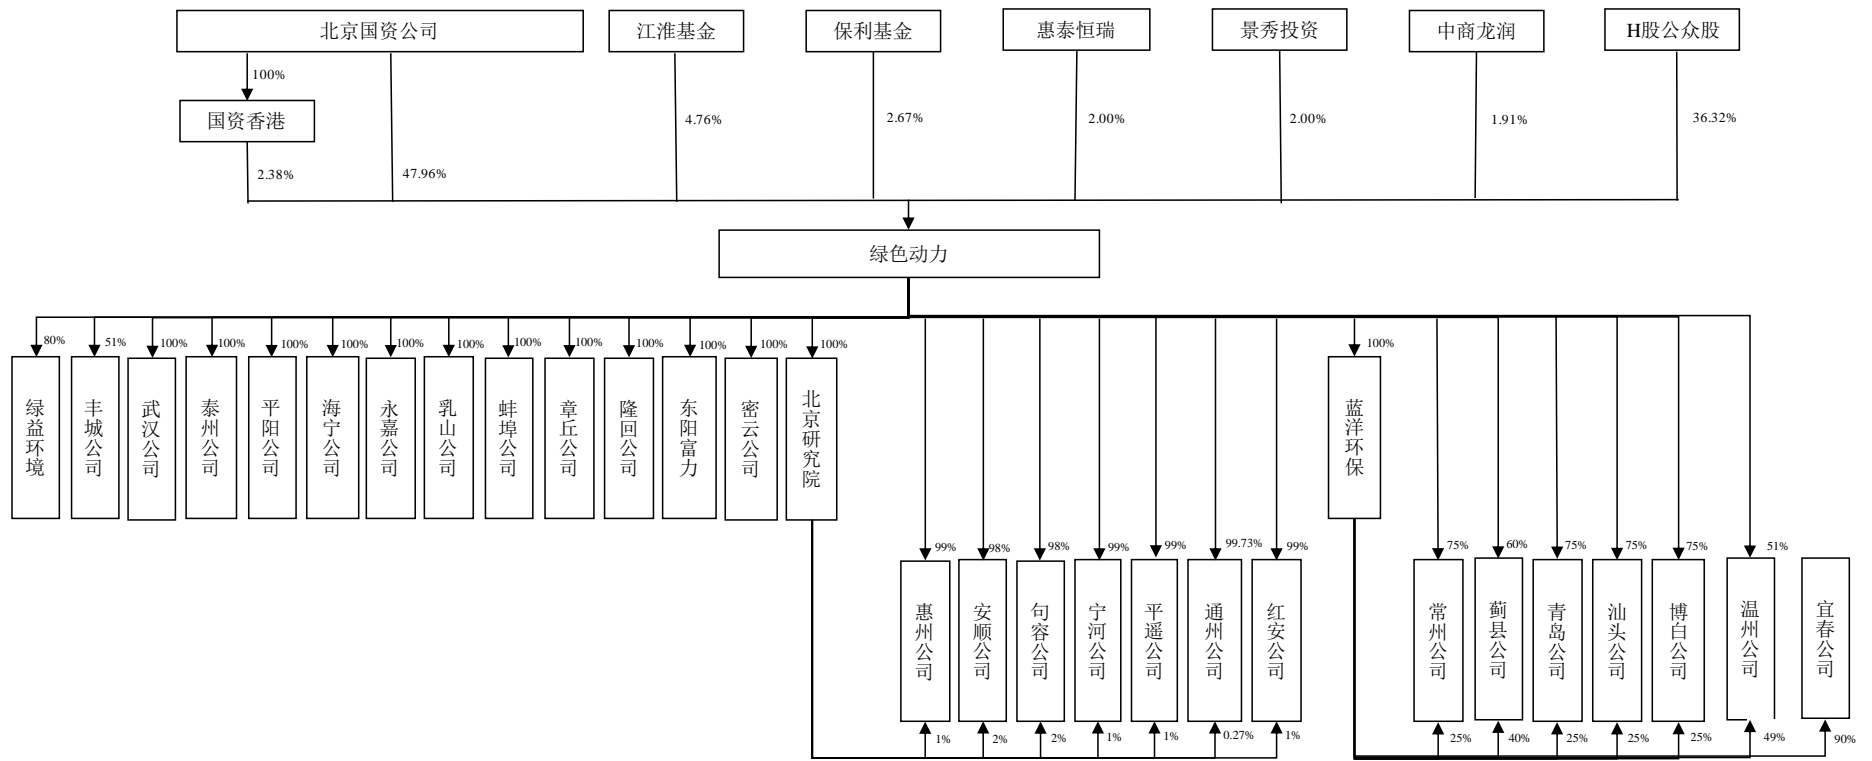 北京国资公司
江淮基金
保利基金
惠泰恒瑞
景秀投资
中商龙润
H股公众股
100%
国资香港
4.76%
2.67%
2.00%
2.00%
1.91%
36.32%
2.38%
47.96%
绿色动力
80%
51%
100%
100%
100%
100%
100%
100%
100%
100%
100%
100%
100%
100%
100%
绿益环境
丰城公司
武汉公司
泰州公司
平阳公司
海宁公司
永嘉公司
乳山公司
蚌埠公司
章丘公司
隆回公司
东阳富力
密云公司
北京研究院
蓝洋环保
99%
98%
98%
99%
99%
99.73%
99%
75%
60%
75%
75%
75%
51%
惠州公司
安顺公司
句容公司
宁河公司
平遥公司
通州公司
红安公司
常州公司
蓟县公司
青岛公司
汕头公司
博白公司
温州公司
宜春公司
1%
2%
2%
1%
1%
0.27%
1%
25%
40%
25%
25%
25%
49%
90%